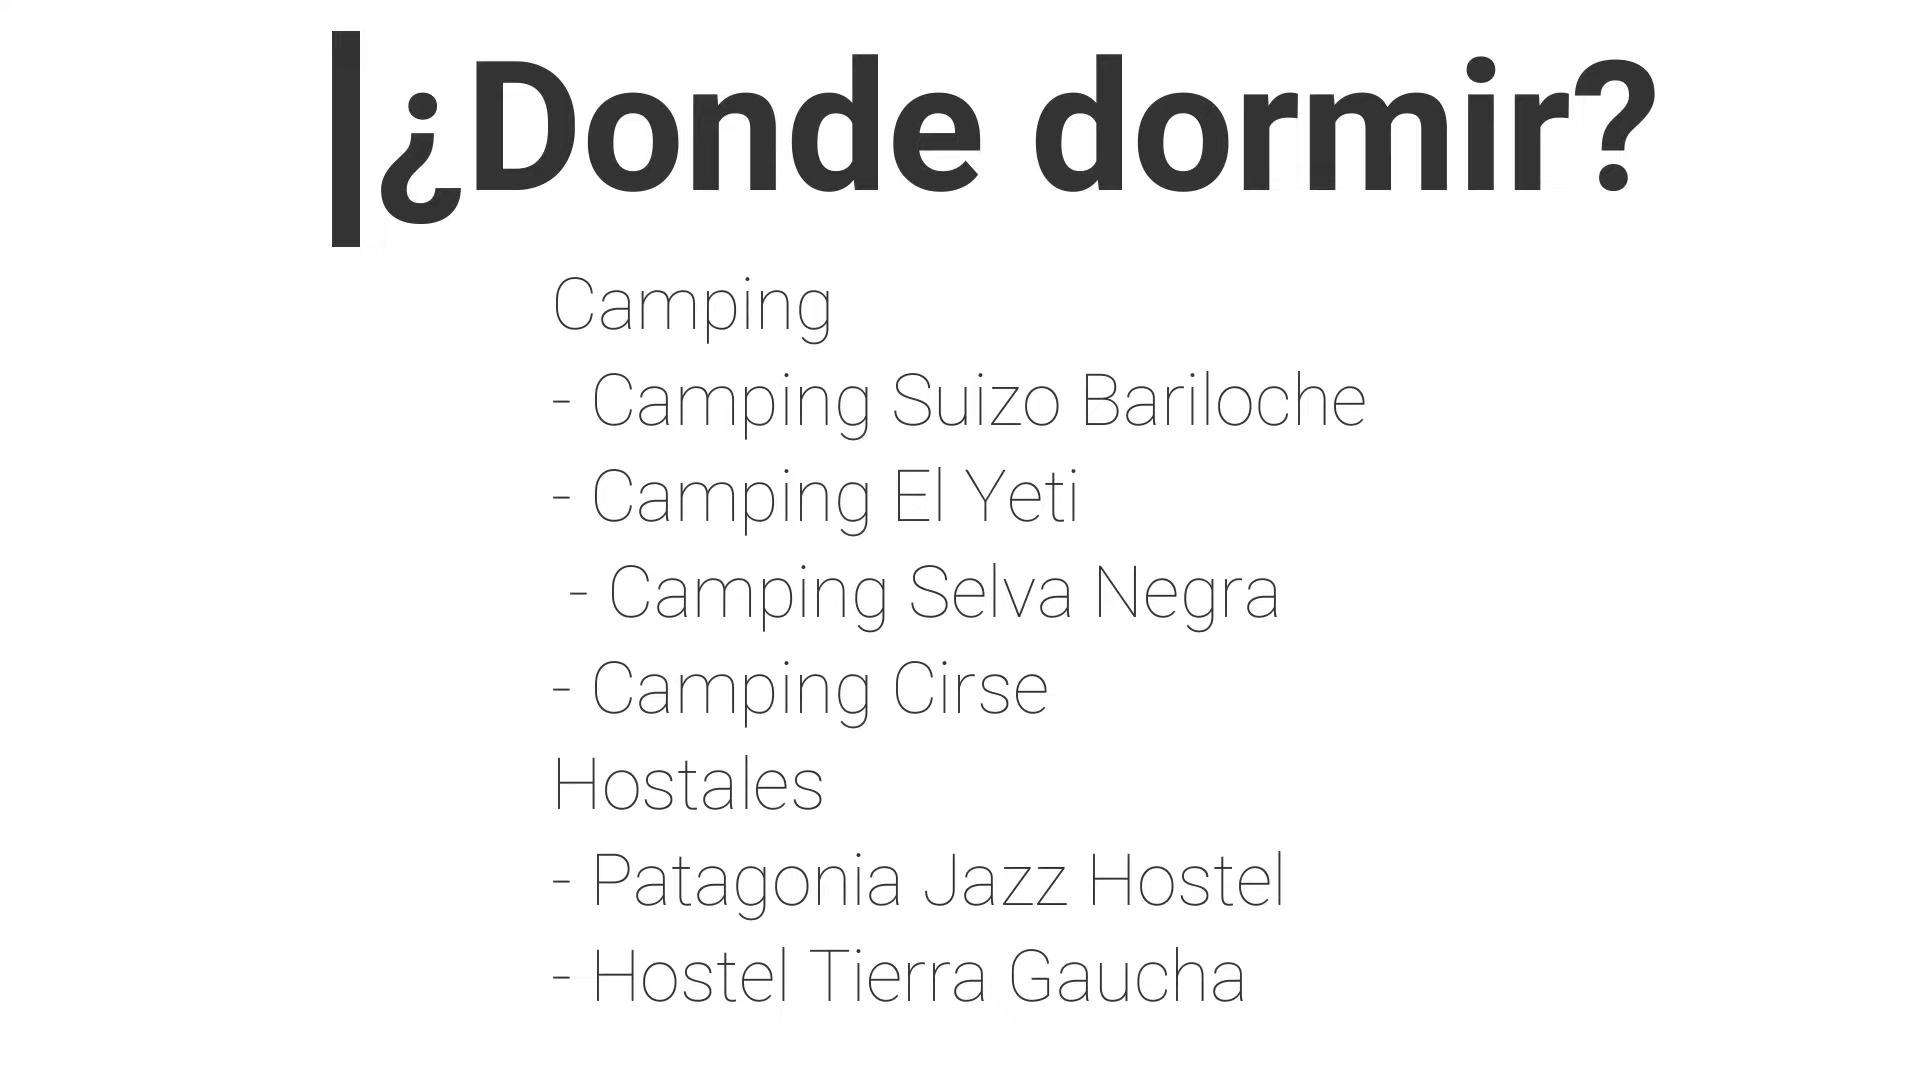 ¿Donde dormir?
Camping
- Camping Suizo Bariloche
- Camping El Yeti
- Camping Selva Negra
- Camping Cirse
Hostales
- Patagonia Jazz Hostel
- Hostel Tierra Gaucha